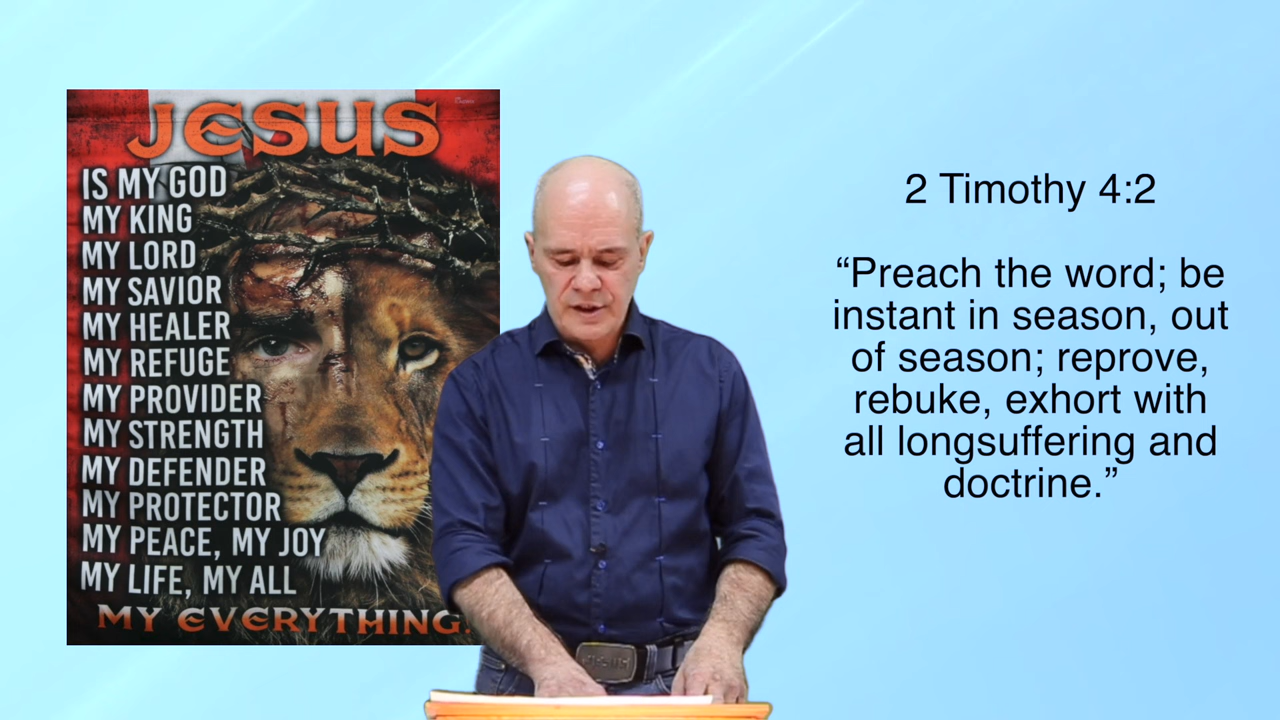 JESUS
IS MY GOD
MY KING
MY LORD
MY SAVIOR
MY HEALER
MY REFUGE
MY PROVIDER
MY STRENGTH
MY DEFENDER
MY PROTECTOR
MY PEACE, MY JOY
MY LIFE, MY ALL
MY EVERYTHING.
JESUS
2 Timothy 4:2
“Preach the word; be
instant in season, out
of season; reprove,
rebuke, exhort with
all longsuffering and
doctrine.”